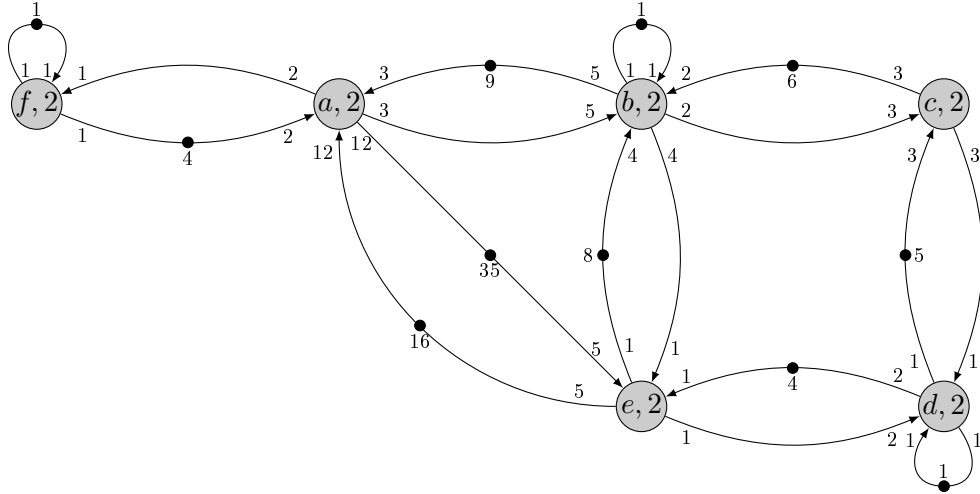 1
1 1 1 2 3 9 5 1 1 2 6 3
f, 2 a, 2 b, 2 c, 2
1 4 2 3 5 2 3
12 12 4 4 3 3
35 8 5
16
5 5 1 1 1 4 2 1 1
e, 2 d, 2
1 2 1 1
1
1